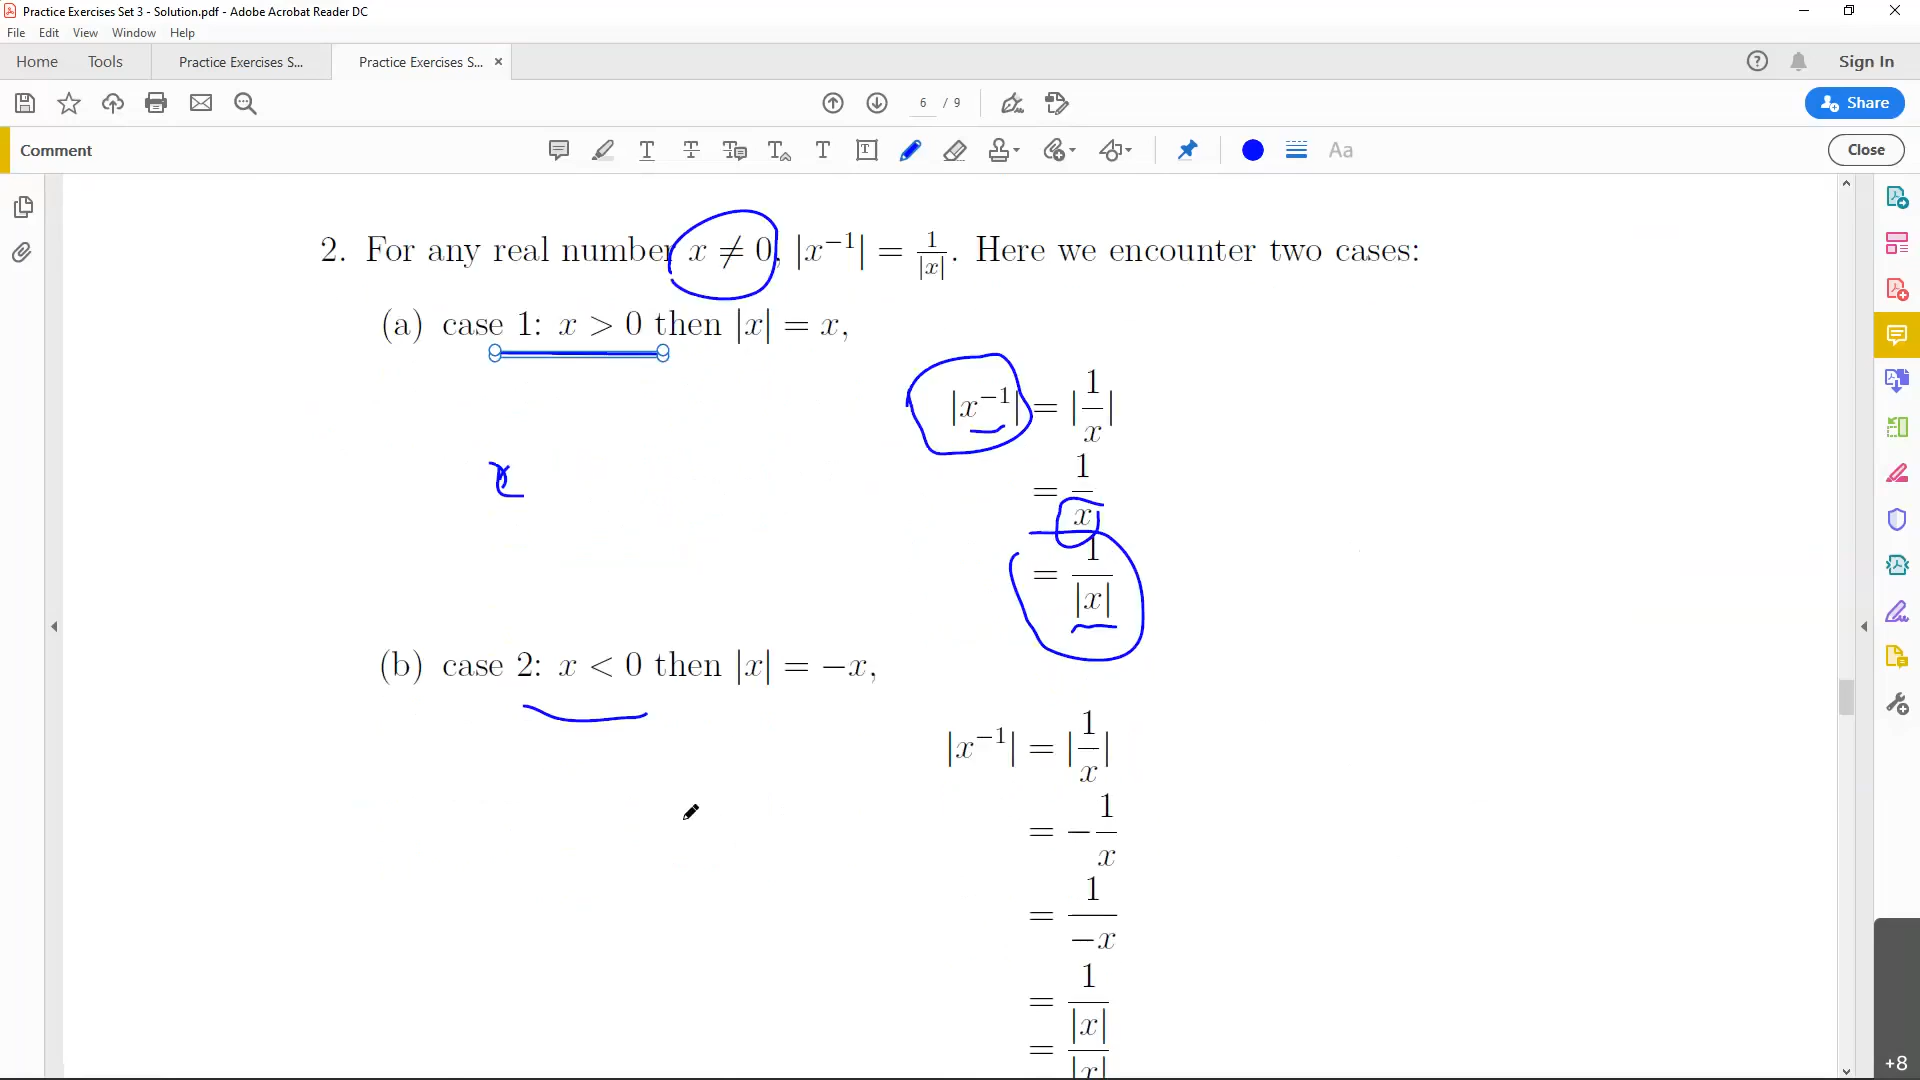 Practice Exercises Set 3 - Solution.pdf - Adobe Acrobat Reader DC
File Edit View Window Help
Home Tools Practice Exercises S... Practice Exercises S... × Sign In
6 / 9 Share
Comment Aa Close
2. For any real number x ≠ 0, |x⁻¹| = 1/|x|. Here we encounter two cases:
(a) case 1: x > 0 then |x| = x,
|x⁻¹| = |1/x|
= 1/x
x
= 1/|x|
(b) case 2: x < 0 then |x| = −x,
|x⁻¹| = |1/x|
= −1/x
= 1/−x
= 1/|x|
= /|x|
+8